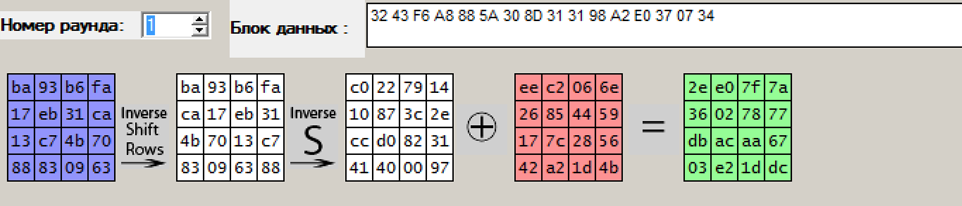 Номер раунда: 1
Блок данных : 32 43 F6 A8 88 5A 30 8D 31 31 98 A2 E0 37 07 34
ba 93 b6 fa ba 93 b6 fa c0 22 79 14 ee c2 06 6e 2e e0 7f 7a
17 eb 31 ca Inverse Shift Rows ca 17 eb 31 Inverse S 10 87 3c 2e ⊕ 26 85 44 59 = 36 02 78 77
13 c7 4b 70 4b 70 13 c7 cc d0 82 31 17 7c 28 56 db ac aa 67
88 83 09 63 83 09 63 88 41 40 00 97 42 a2 1d 4b 03 e2 1d dc